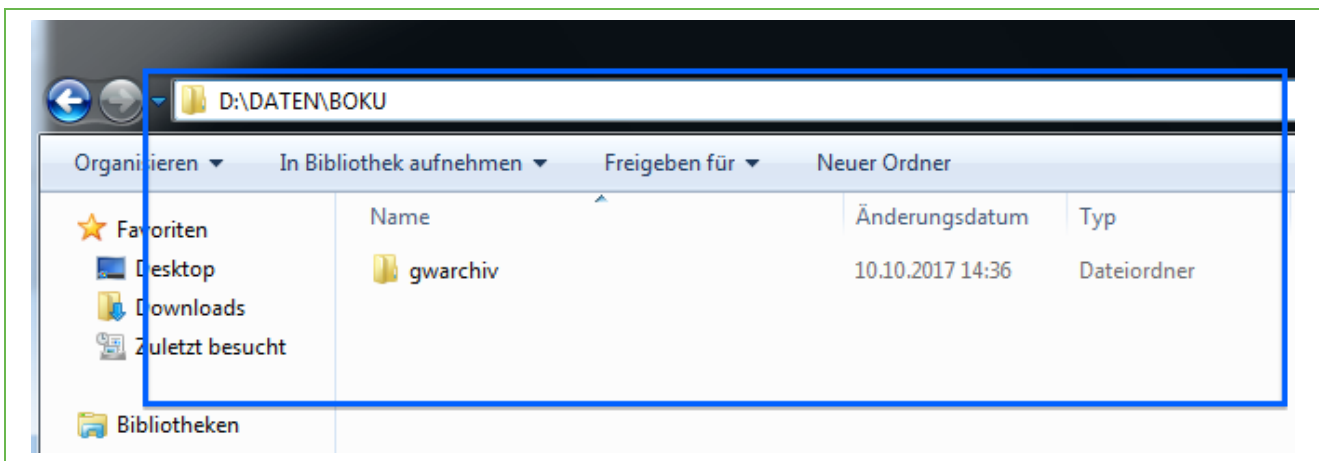 D:\DATEN\BOKU
Organisieren In Bibliothek aufnehmen Freigeben für Neuer Ordner
Name Änderungsdatum Typ
Favoriten
gwarchiv 10.10.2017 14:36 Dateiordner
Desktop
Downloads
Zuletzt besucht
Bibliotheken